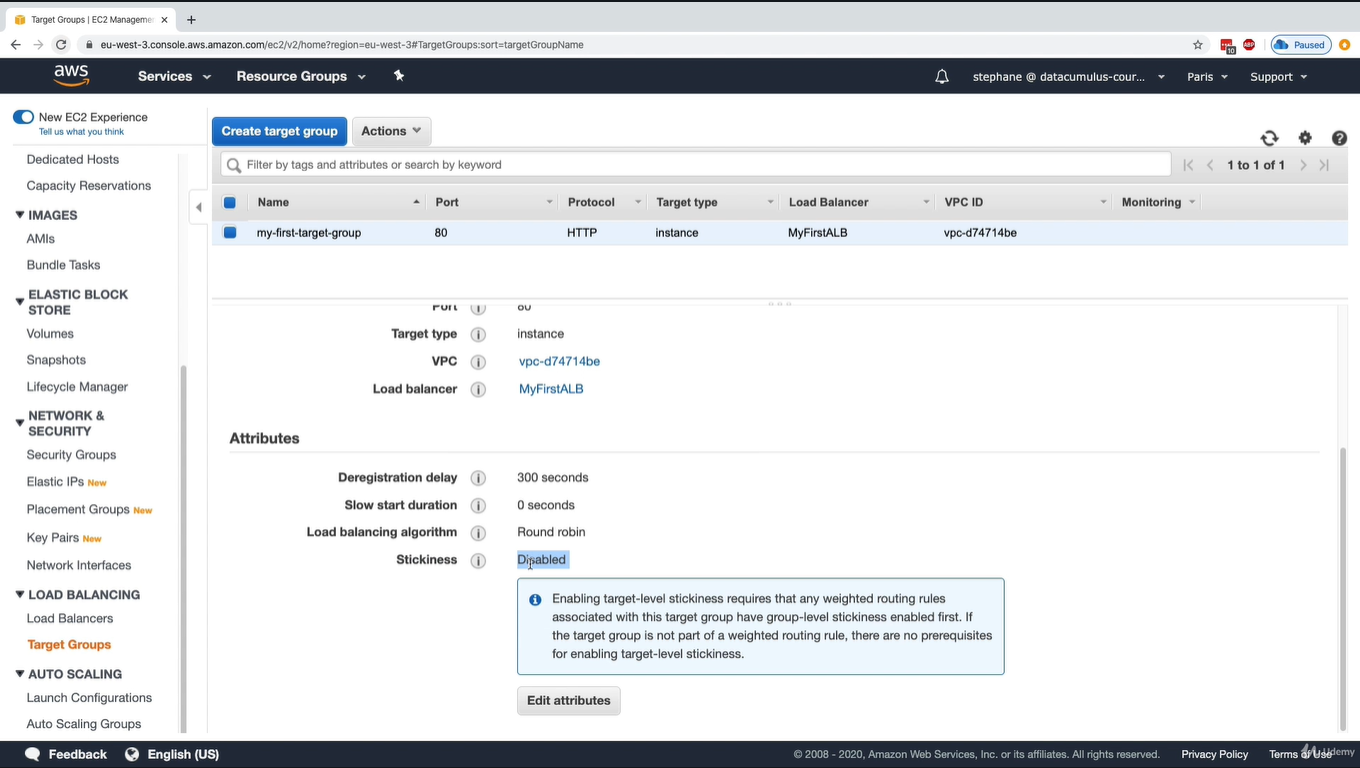 Target Groups | EC2 Manageme
eu-west-3.console.aws.amazon.com/ec2/v2/home?region=eu-west-3#TargetGroups:sort=targetGroupName
10
ABP
Paused
aws
Services
Resource Groups
stephane @ datacumulus-cour...
Paris
Support
New EC2 Experience
Tell us what you think
Dedicated Hosts
Capacity Reservations
IMAGES
AMIs
Bundle Tasks
ELASTIC BLOCK
STORE
Volumes
Snapshots
Lifecycle Manager
NETWORK &
SECURITY
Security Groups
Elastic IPs New
Placement Groups New
Key Pairs New
Network Interfaces
LOAD BALANCING
Load Balancers
Target Groups
AUTO SCALING
Launch Configurations
Auto Scaling Groups
Create target group
Actions
Filter by tags and attributes or search by keyword
1 to 1 of 1
Name Port Protocol Target type Load Balancer VPC ID Monitoring
my-first-target-group 80 HTTP instance MyFirstALB vpc-d74714be
Port 80
Target type instance
VPC vpc-d74714be
Load balancer MyFirstALB
Attributes
Deregistration delay 300 seconds
Slow start duration 0 seconds
Load balancing algorithm Round robin
Stickiness Disabled
Enabling target-level stickiness requires that any weighted routing rules
associated with this target group have group-level stickiness enabled first. If
the target group is not part of a weighted routing rule, there are no prerequisites
for enabling target-level stickiness.
Edit attributes
Feedback
English (US)
© 2008 - 2020, Amazon Web Services, Inc. or its affiliates. All rights reserved.
Privacy Policy
Terms of Use
Udemy